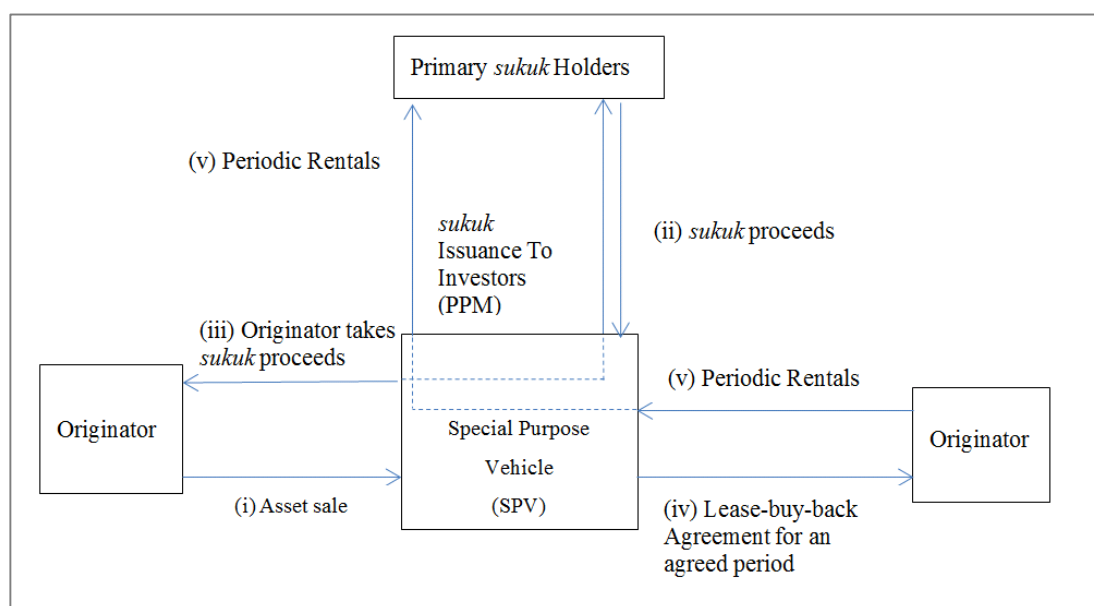 Primary sukuk Holders
(v) Periodic Rentals
sukuk
Issuance To
Investors
(PPM)
(ii) sukuk proceeds
(iii) Originator takes
sukuk proceeds
(v) Periodic Rentals
Originator
Special Purpose
Vehicle
(SPV)
Originator
(i) Asset sale
(iv) Lease-buy-back
Agreement for an
agreed period